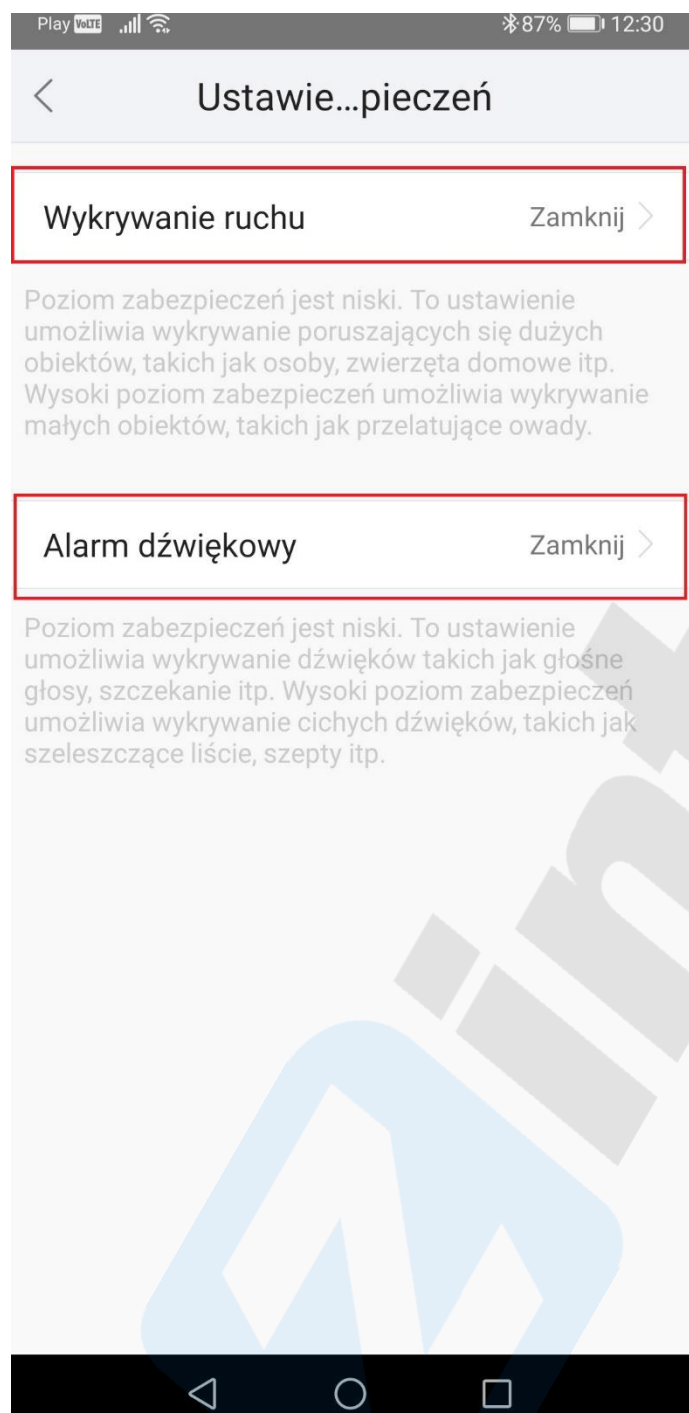 Play VoLTE 87% 12:30
Ustawie...pieczeń
Wykrywanie ruchu Zamknij
Poziom zabezpieczeń jest niski. To ustawienie
umożliwia wykrywanie poruszających się dużych
obiektów, takich jak osoby, zwierzęta domowe itp.
Wysoki poziom zabezpieczeń umożliwia wykrywanie
małych obiektów, takich jak przelatujące owady.
Alarm dźwiękowy Zamknij
Poziom zabezpieczeń jest niski. To ustawienie
umożliwia wykrywanie dźwięków takich jak głośne
głosy, szczekanie itp. Wysoki poziom zabezpieczeń
umożliwia wykrywanie cichych dźwięków, takich jak
szeleszczące liście, szepty itp.